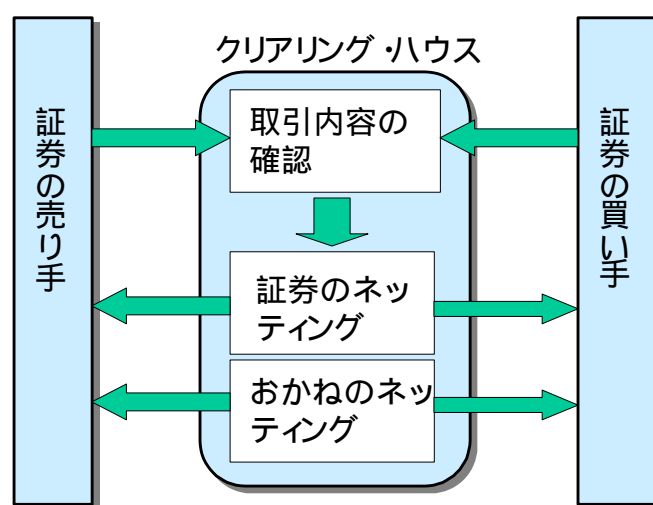 クリアリング・ハウス
証券の売り手
取引内容の
確認
証券の買い手
証券のネッ
ティング
おかねのネッ
ティング